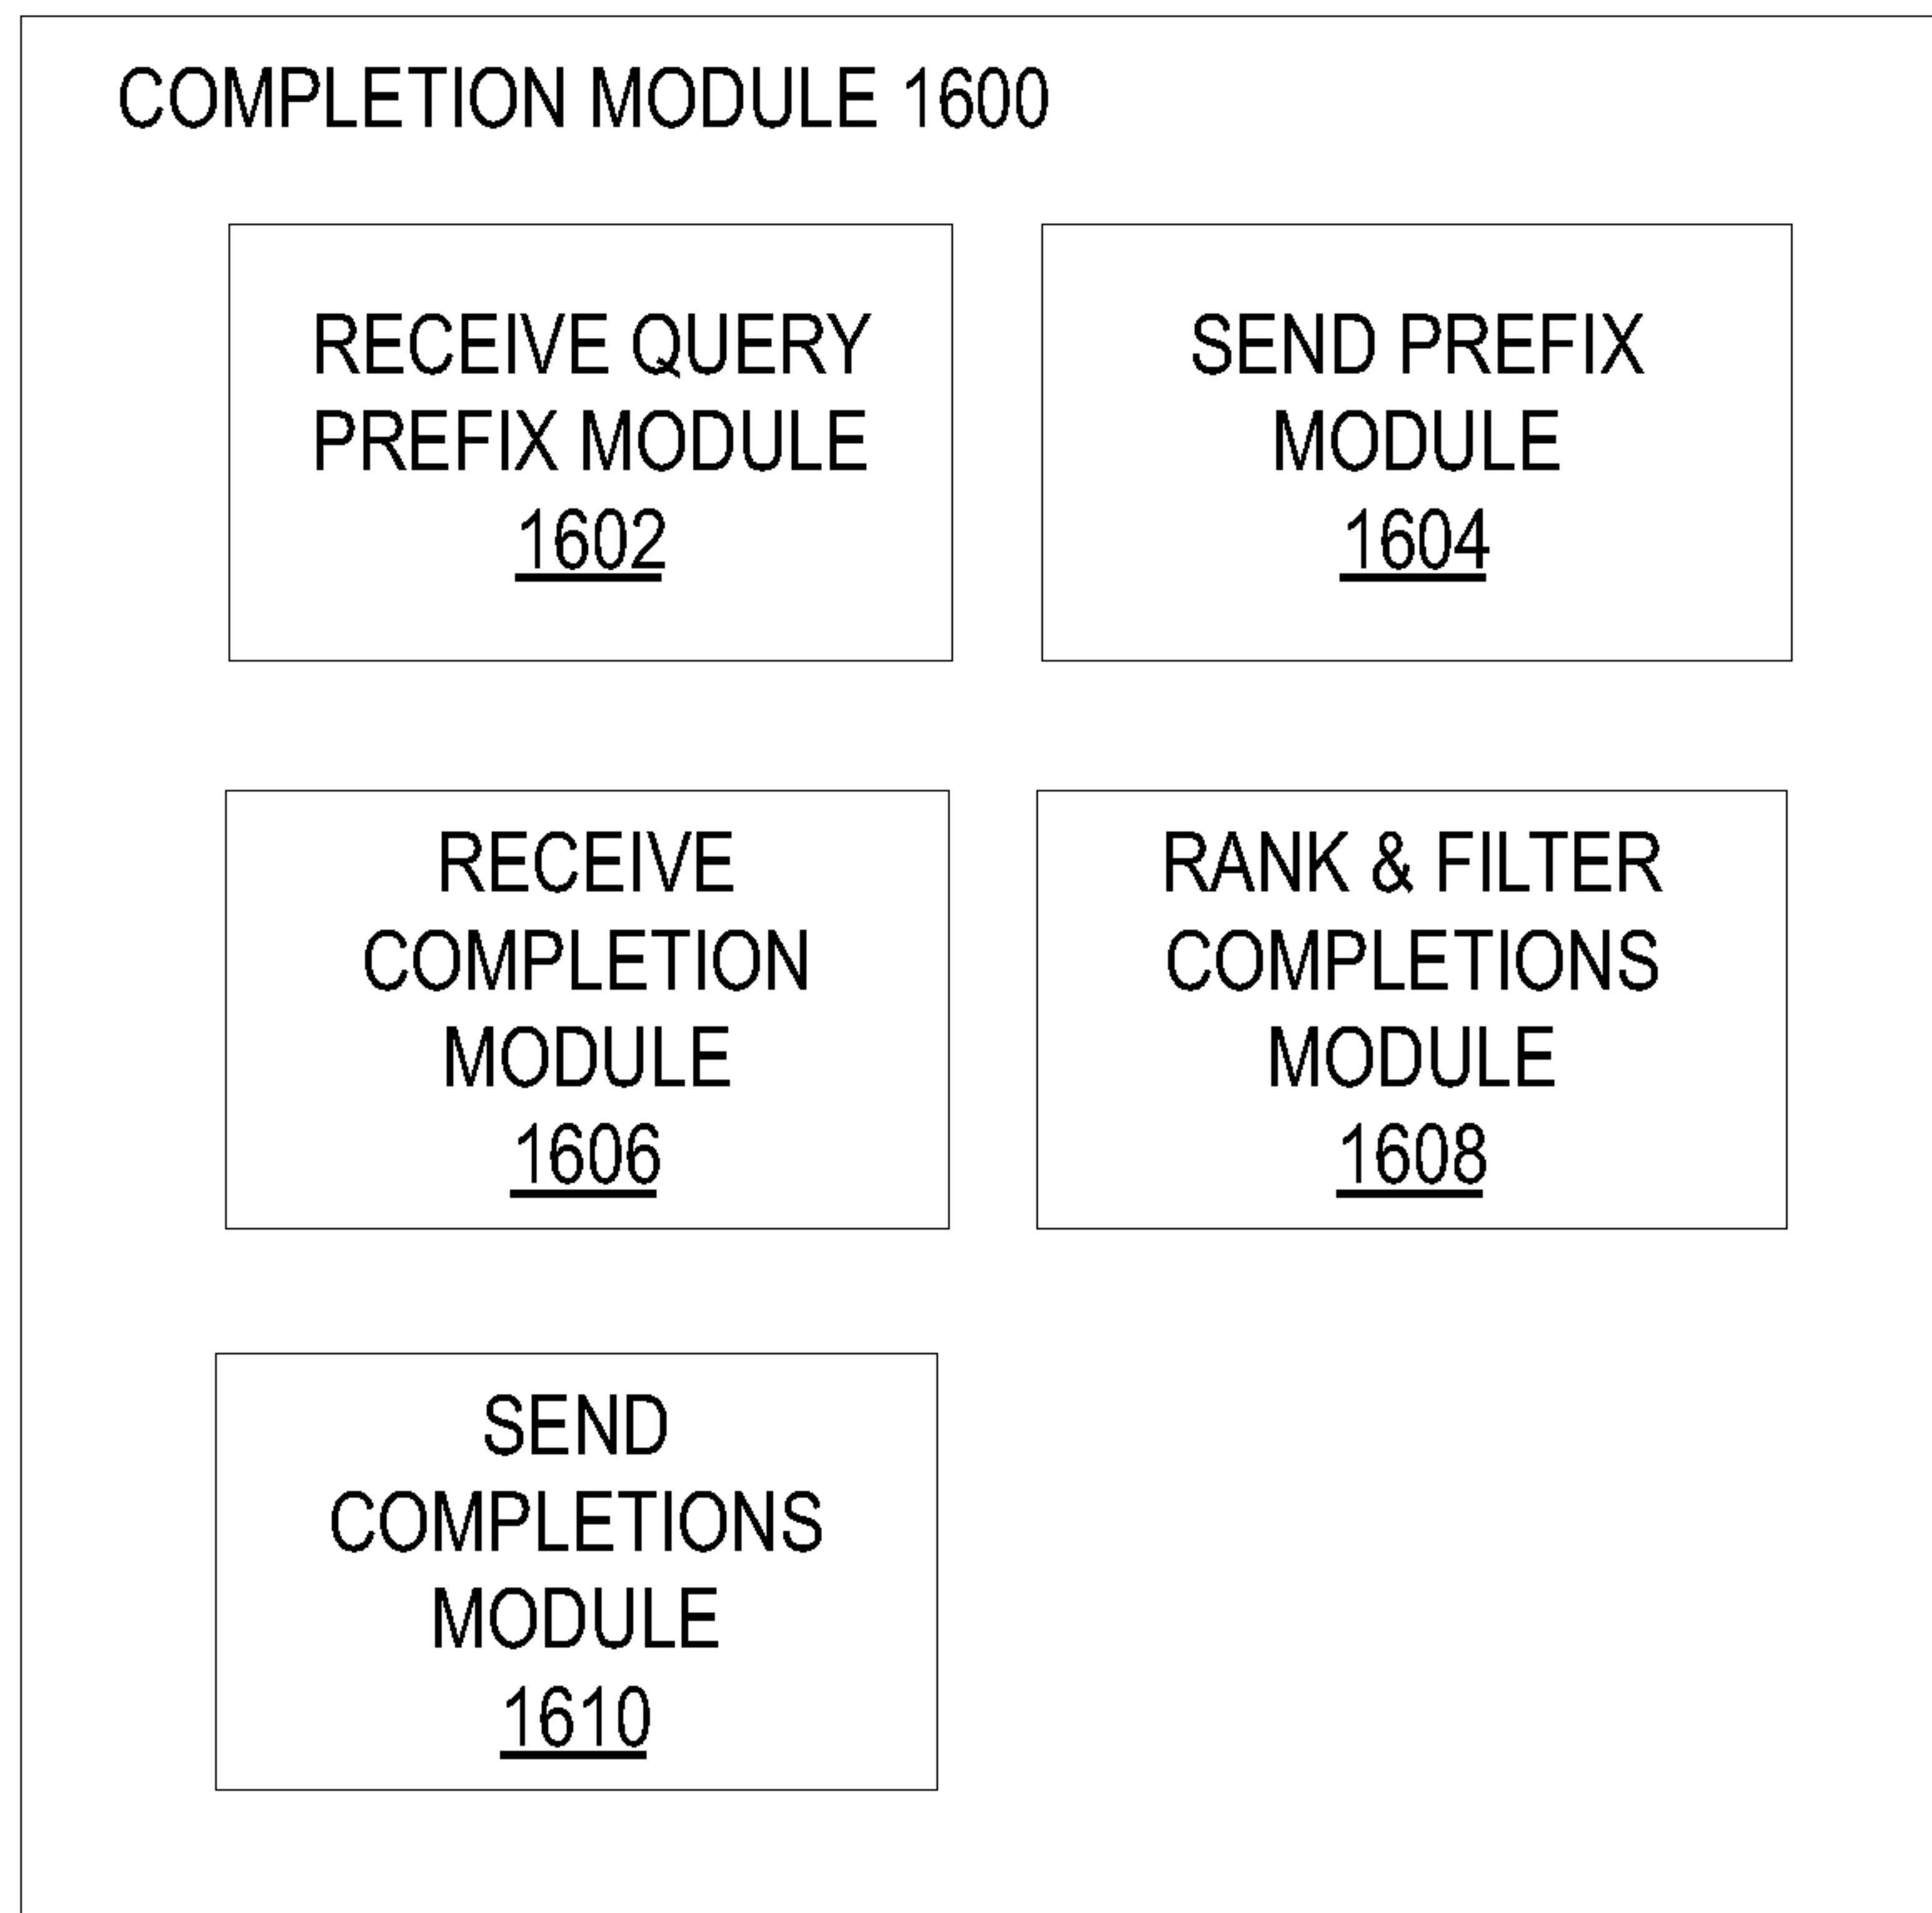 COMPLETION MODULE 1600
RECEIVE QUERY
PREFIX MODULE
1602
SEND PREFIX
MODULE
1604
RECEIVE
COMPLETION
MODULE
1606
RANK & FILTER
COMPLETIONS
MODULE
1608
SEND
COMPLETIONS
MODULE
1610